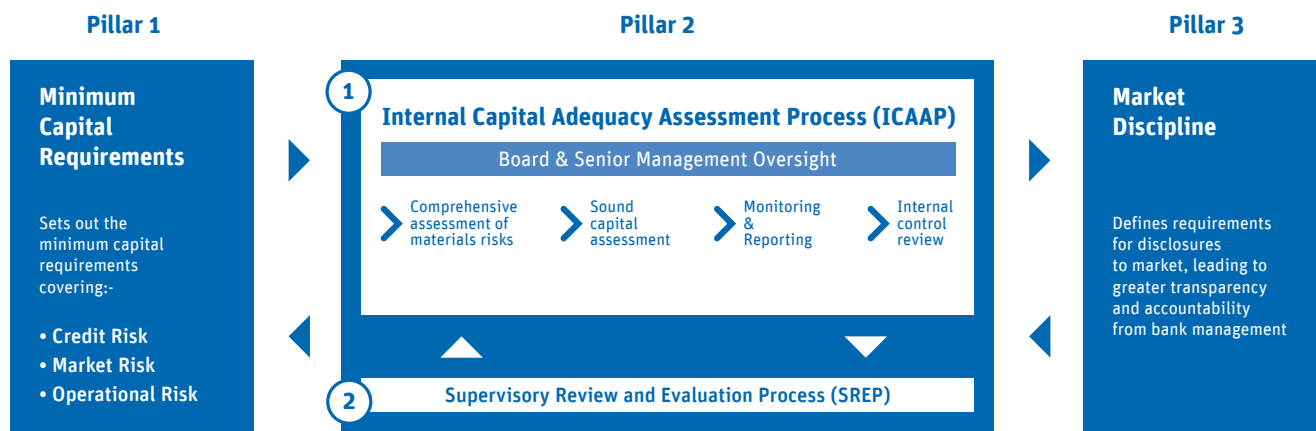 Pillar 1
Minimum
Capital
Requirements
Sets out the
minimum capital
requirements
covering:-
• Credit Risk
• Market Risk
• Operational Risk
Pillar 2
1
Internal Capital Adequacy Assessment Process (ICAAP)
Board & Senior Management Oversight
Comprehensive
assessment of
materials risks
Sound
capital
assessment
Monitoring
&
Reporting
Internal
control
review
2
Supervisory Review and Evaluation Process (SREP)
Pillar 3
Market
Discipline
Defines requirements
for disclosures
to market, leading to
greater transparency
and accountability
from bank management